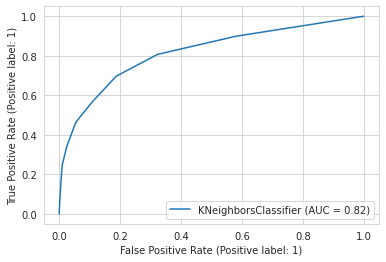 1.0
0.8
0.6
0.4
0.2
0.0
True Positive Rate (Positive label: 1)
KNeighborsClassifier (AUC = 0.82)
0.0 0.2 0.4 0.6 0.8 1.0
False Positive Rate (Positive label: 1)